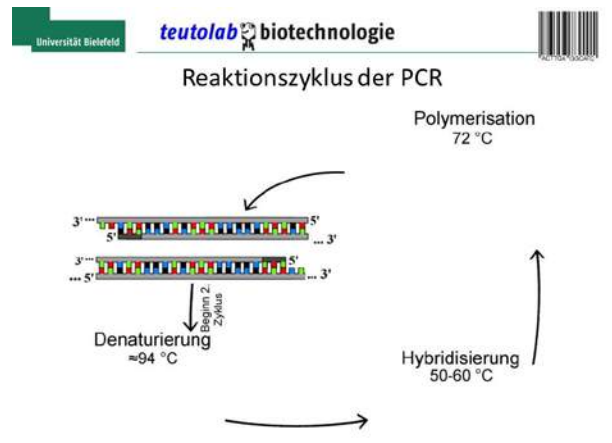 Universität Bielefeld
teutolab biotechnologie
Reaktionszyklus der PCR
Polymerisation
72 °C
3'... 5'
5' ... 3'
3'... 5'
... 5' ... 3'
Beginn 2.
Zyklus
Denaturierung
≈94 °C
Hybridisierung
50-60 °C